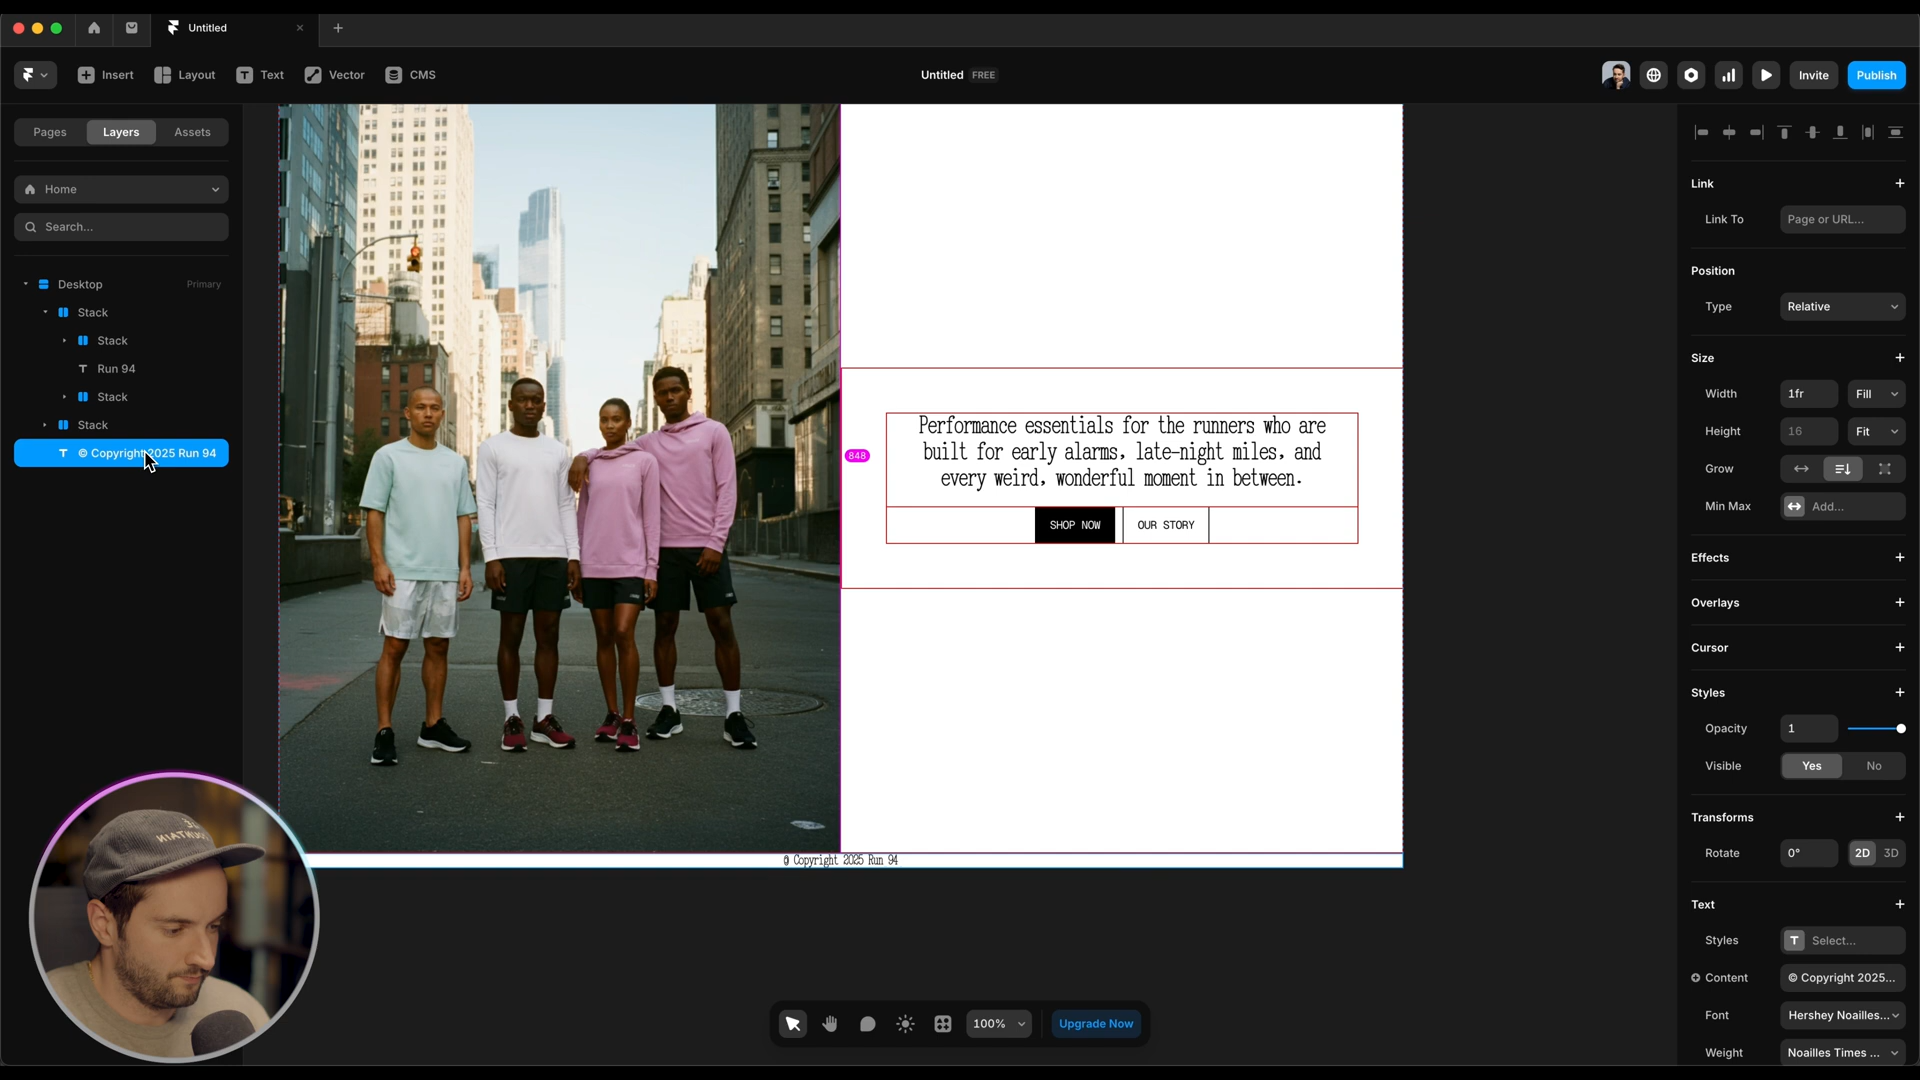 Untitled
Insert
Layout
Text
Vector
CMS
Untitled FREE
Invite
Publish
Pages
Layers
Assets
Home
Search...
Desktop
Primary
Stack
Stack
Run 94
Stack
Stack
© Copyright 2025 Run 94
Performance essentials for the runners who are
built for early alarms, late-night miles, and
every weird, wonderful moment in between.
848
SHOP NOW
OUR STORY
© Copyright 2025 Run 94
100%
Upgrade Now
Link
Link To
Page or URL...
Position
Type
Relative
Size
Width
1fr
Fill
Height
16
Fit
Grow
Min Max
Add...
Effects
Overlays
Cursor
Styles
Opacity
1
Visible
Yes
No
Transforms
Rotate
0°
2D
3D
Text
Styles
Select...
Content
© Copyright 2025...
Font
Hershey Noailles...
Weight
Noailles Times ...